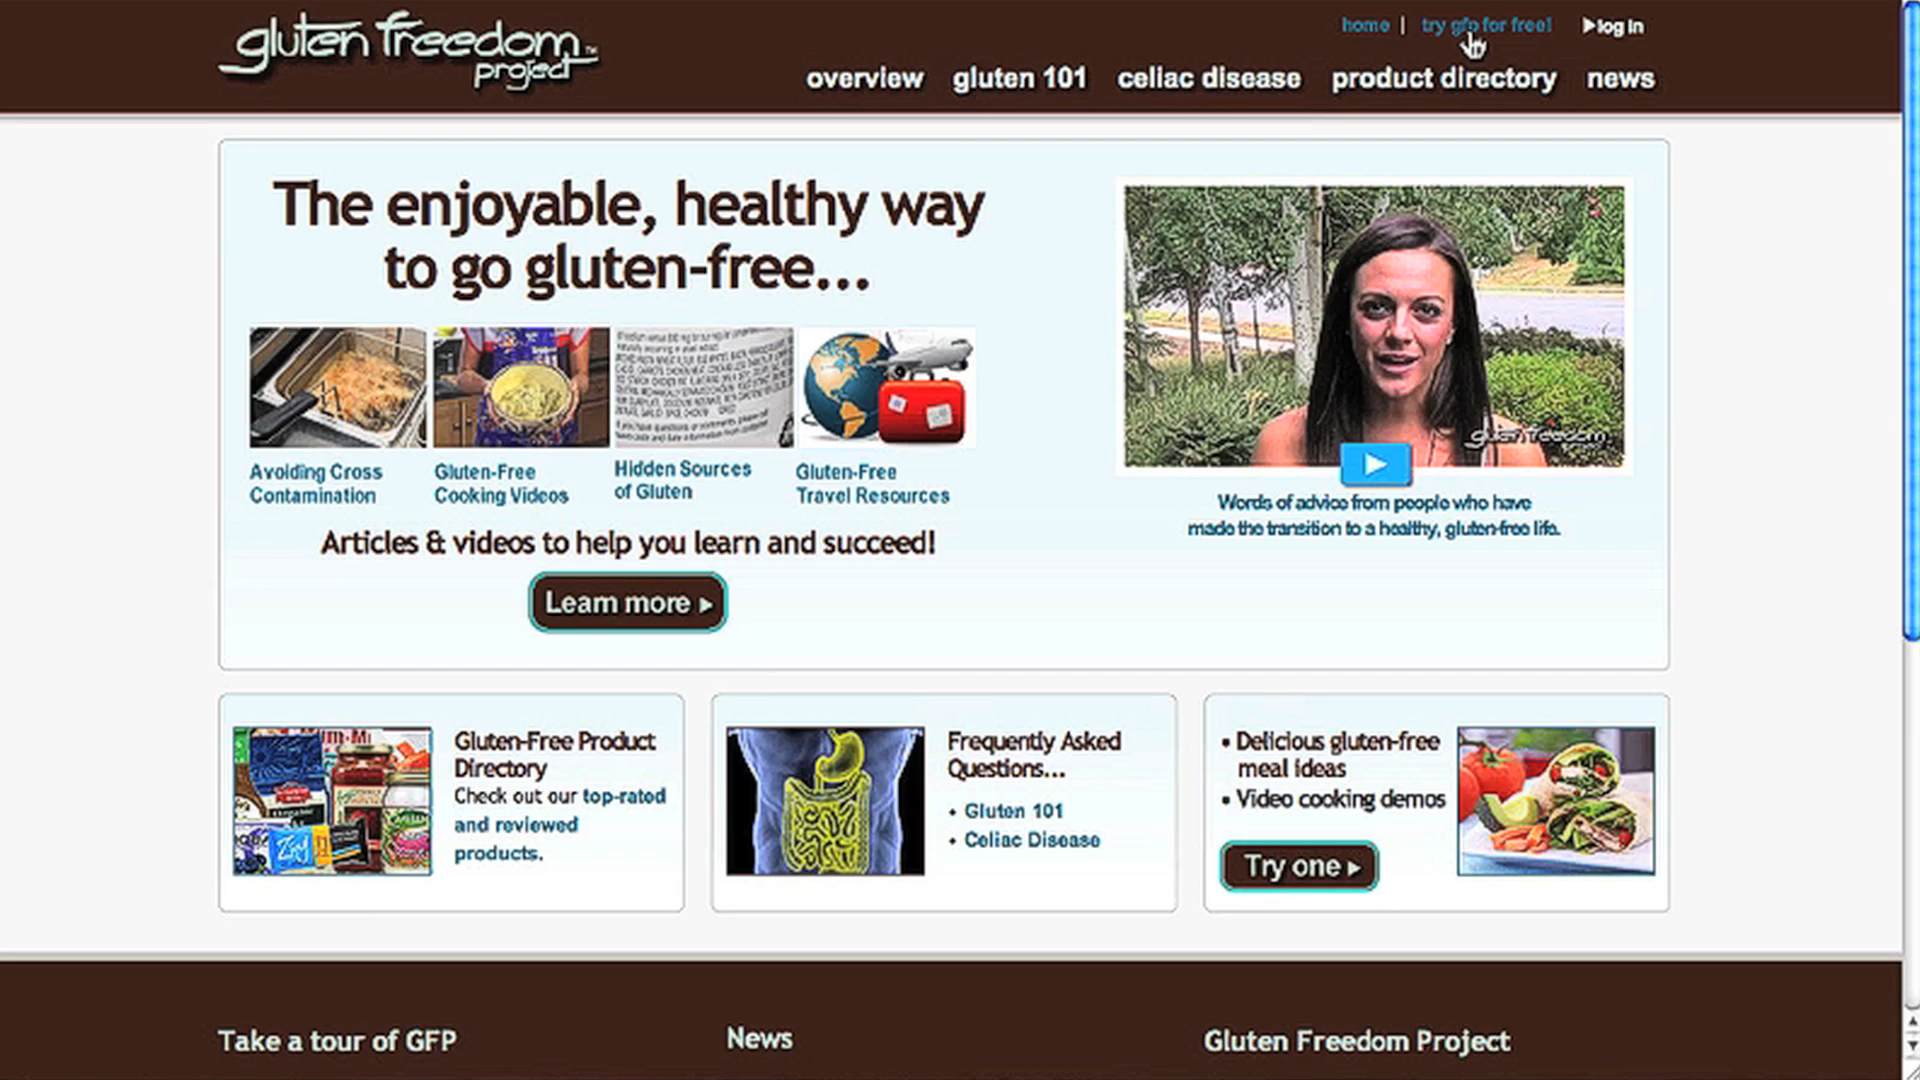 gluten freedom
project
home | try gfp for free! log in
overview gluten 101 celiac disease product directory news
The enjoyable, healthy way
to go gluten-free...
Avoiding Cross
Contamination
Gluten-Free
Cooking Videos
Hidden Sources
of Gluten
Gluten-Free
Travel Resources
Articles & videos to help you learn and succeed!
Learn more
gluten freedom
Words of advice from people who have
made the transition to a healthy, gluten-free life.
Gluten-Free Product
Directory
Check out our top-rated
and reviewed
products.
Frequently Asked
Questions...
• Gluten 101
• Celiac Disease
• Delicious gluten-free
meal ideas
• Video cooking demos
Try one
Take a tour of GFP
News
Gluten Freedom Project